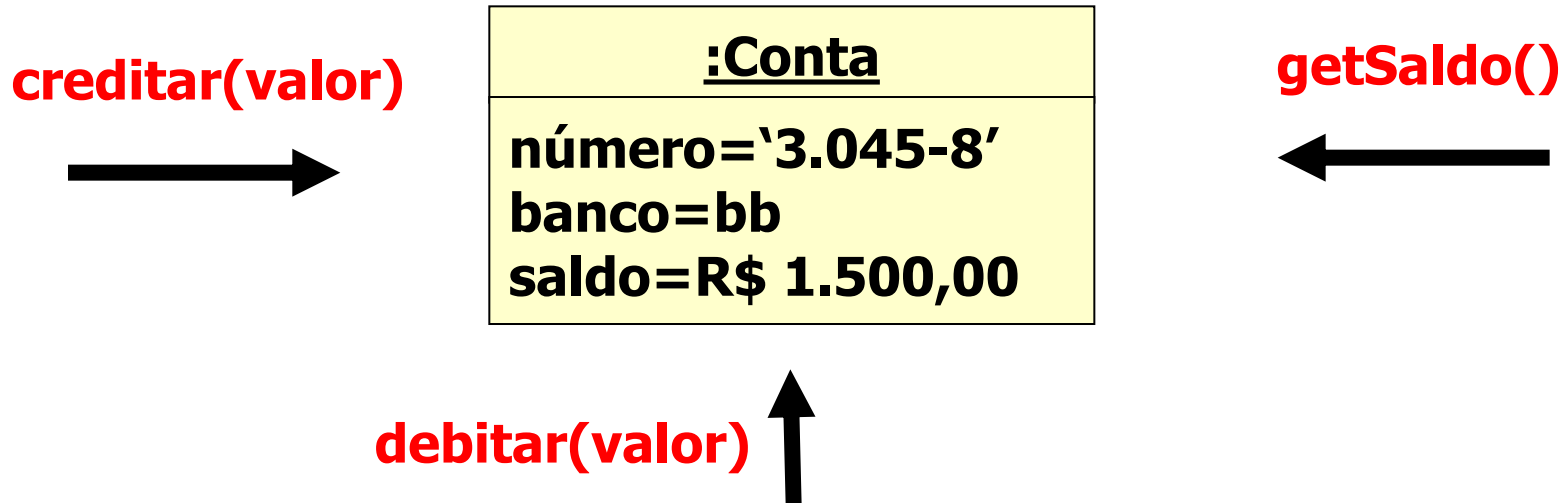 :Conta
creditar(valor)
getSaldo()
número=‘3.045-8’
banco=bb
saldo=R$ 1.500,00
debitar(valor)